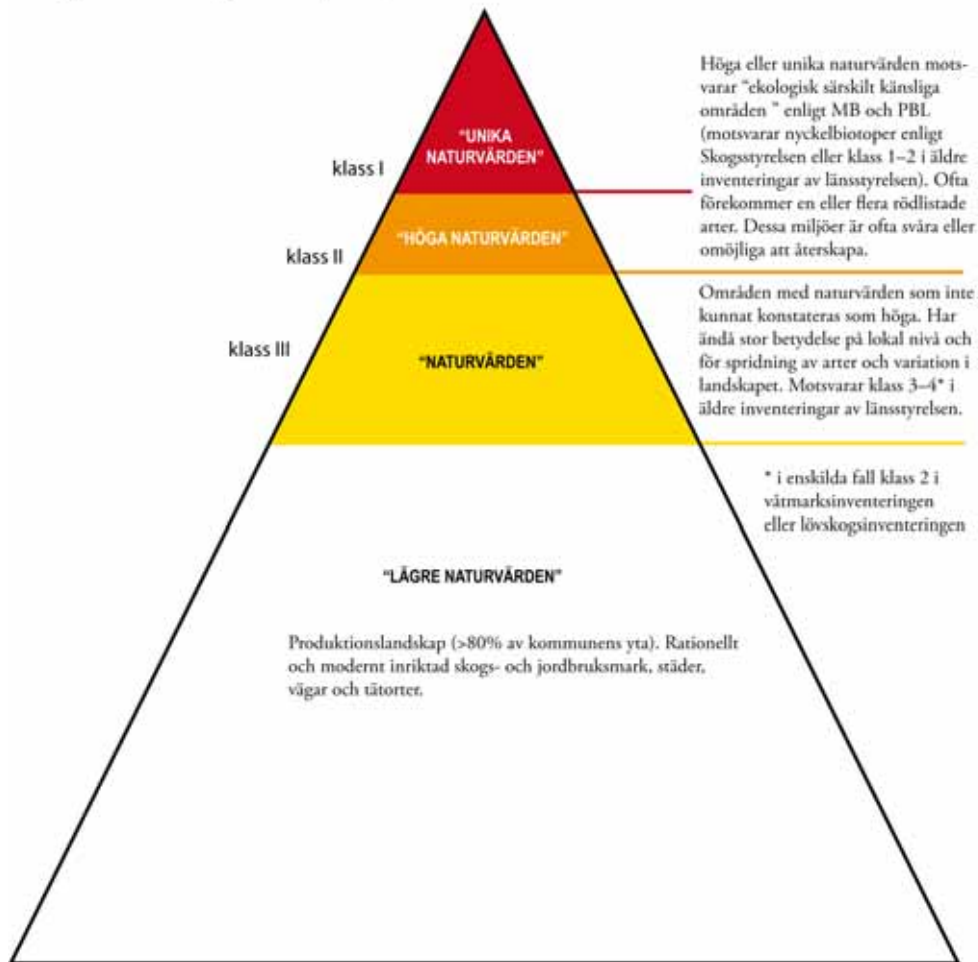 "UNIKA
NATURVÄRDEN"
klass I
Höga eller unika naturvärden mots-
varar "ekologisk särskilt känsliga
områden " enligt MB och PBL
(motsvarar nyckelbiotoper enligt
Skogsstyrelsen eller klass 1–2 i äldre
inventeringar av länsstyrelsen). Ofta
förekommer en eller flera rödlistade
arter. Dessa miljöer är ofta svåra eller
omöjliga att återskapa.
"HÖGA NATURVÄRDEN"
klass II
Områden med naturvärden som inte
kunnat konstateras som höga. Har
ändå stor betydelse på lokal nivå och
för spridning av arter och variation i
landskapet. Motsvarar klass 3–4* i
äldre inventeringar av länsstyrelsen.
klass III
"NATURVÄRDEN"
* i enskilda fall klass 2 i
våtmarksinventeringen
eller lövskogsinventeringen
"LÄGRE NATURVÄRDEN"
Produktionslandskap (>80% av kommunens yta). Rationellt
och modernt inriktad skogs- och jordbruksmark, städer,
vägar och tätorter.